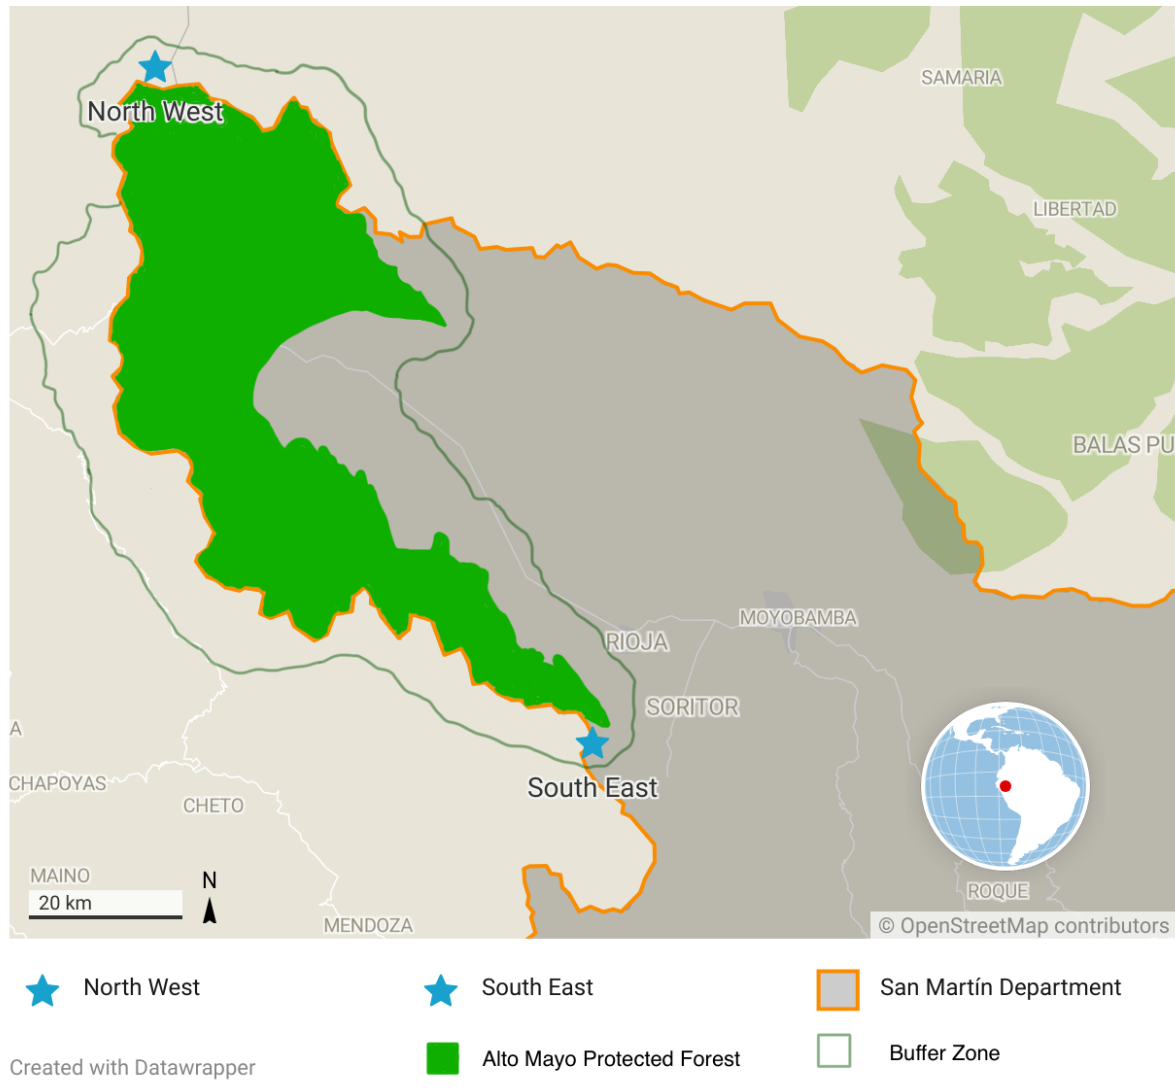 SAMARIA
North West
LIBERTAD
BALAS PU
MOYOBAMBA
RIOJA
SORITOR
A
CHAPOYAS
South East
CHETO
MAINO
N
20 km
ROQUE
MENDOZA
© OpenStreetMap contributors
North West
South East
San Martín Department
Created with Datawrapper
Alto Mayo Protected Forest
Buffer Zone